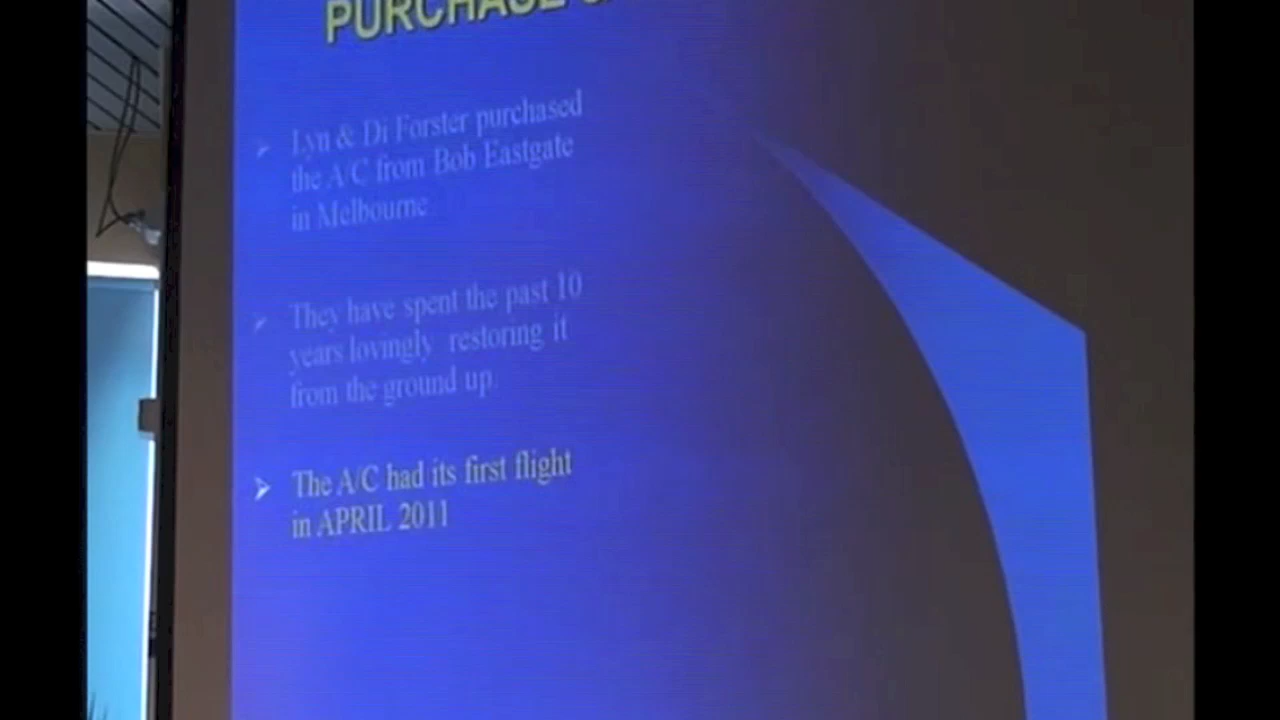 PURCHASE
Lyn & Di Forster purchased
the A/C from Bob Eastgate
in Melbourne
They have spent the past 10
years lovingly restoring it
from the ground up.
The A/C had its first flight
in APRIL 2011